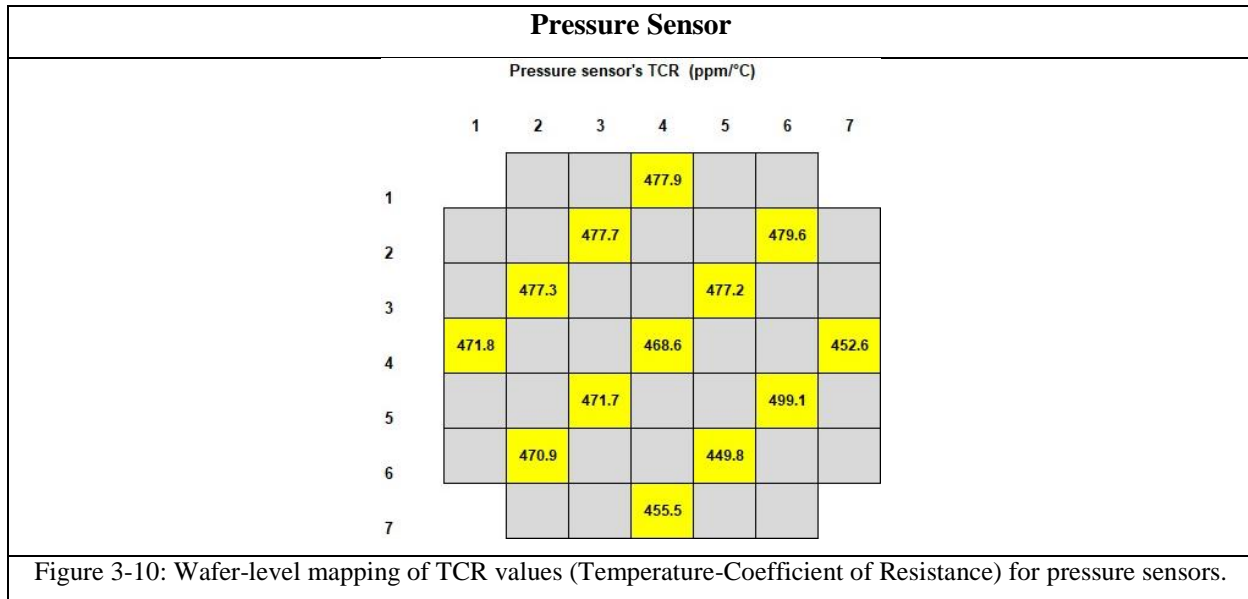 Pressure Sensor
Pressure sensor's TCR (ppm/°C)
1 2 3 4 5 6 7
1 477.9
2 477.7 479.6
3 477.3 477.2
4 471.8 468.6 452.6
5 471.7 499.1
6 470.9 449.8
7 455.5
Figure 3-10: Wafer-level mapping of TCR values (Temperature-Coefficient of Resistance) for pressure sensors.